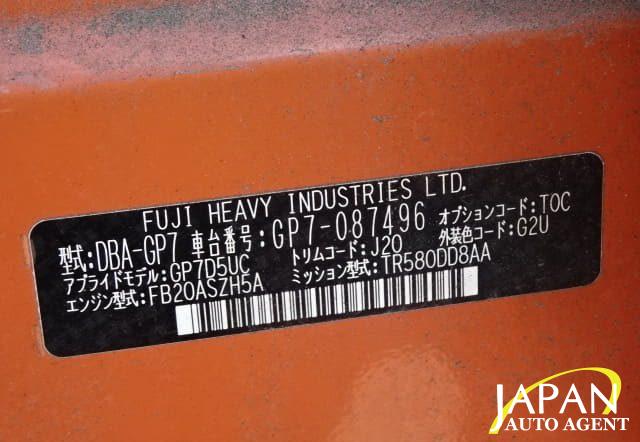 FUJI HEAVY INDUSTRIES LTD.
型式:DBA-GP7 車台番号:GP7-087496 オプションコード:TOC
アプライドモデル:GP7D5UC トリムコード:J20 外装色コード:G2U
エンジン型式:FB20ASZH5A ミッション型式:TR580DD8AA
JAPAN
AUTO AGENT